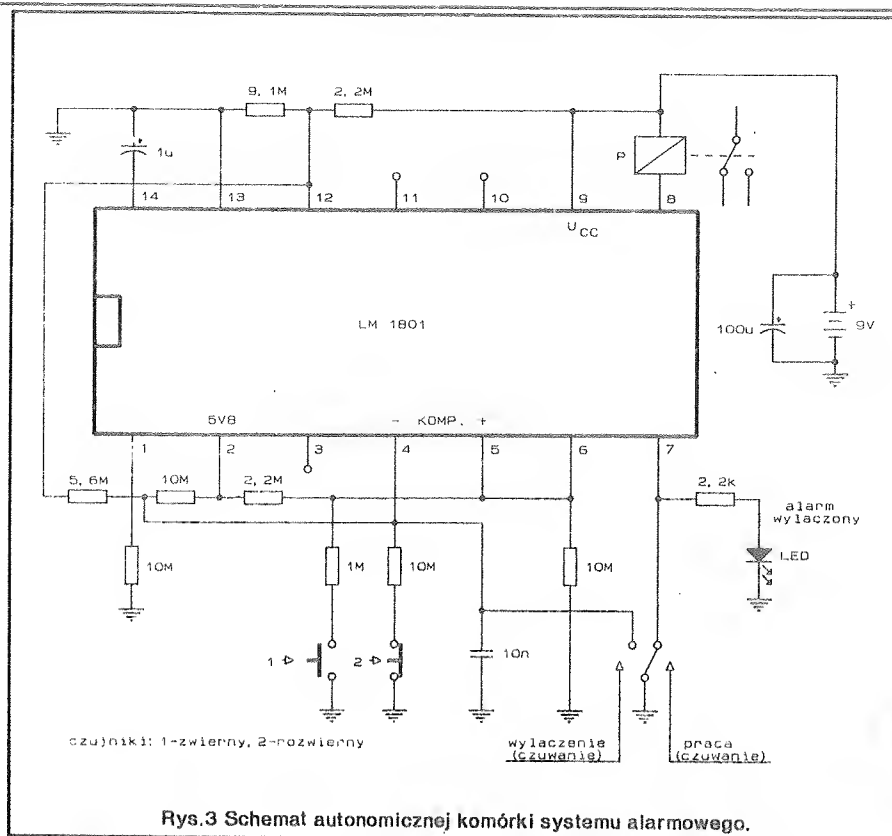 9,1M 2,2M
1u
P
14 13 12 11 10 9 8
UCC
LM 1801
100u
+
9V
5V8 - KOMP. +
1 2 3 4 5 6 7
5,6M 10M 2,2M
2,2k
alarm
wylaczony
LED
10M 1M 10M 10M
1 2
10n
czujniki: 1-zwierny, 2-rozwierny
wylaczenie praca
(czuwanie) (czuwanie)
Rys.3 Schemat autonomicznej komórki systemu alarmowego.